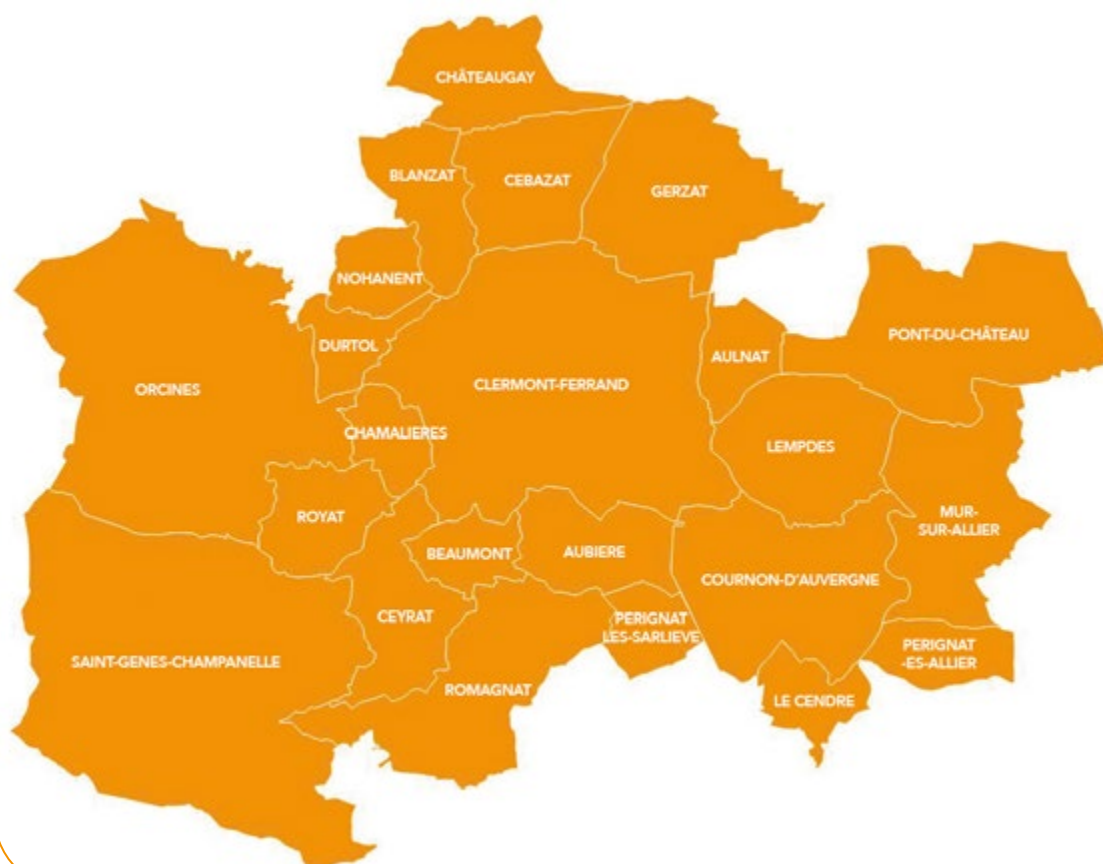 CHÂTEAUGAY
BLANZAT
CEBAZAT
GERZAT
NOHANENT
DURTOL
PONT-DU-CHÂTEAU
AULNAT
ORCINES
CLERMONT-FERRAND
CHAMALIERES
LEMPDES
ROYAT
MUR-
SUR-ALLIER
BEAUMONT
AUBIERE
COURNON-D'AUVERGNE
CEYRAT
PERIGNAT
LES-SARLIEVE
SAINT-GENES-CHAMPANELLE
PERIGNAT
-ES-ALLIER
ROMAGNAT
LE CENDRE